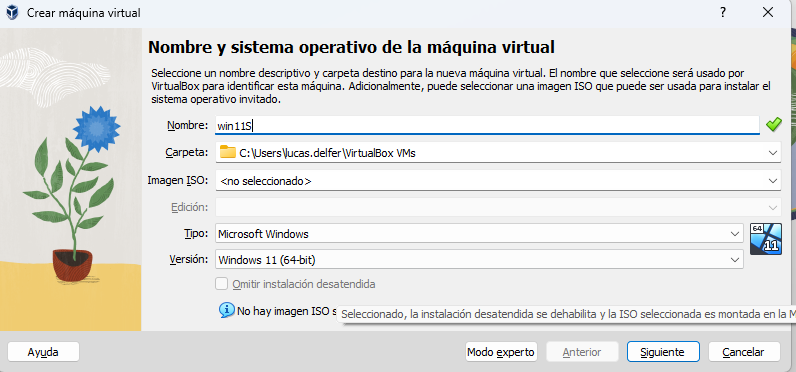 Crear máquina virtual
?
Nombre y sistema operativo de la máquina virtual
Seleccione un nombre descriptivo y carpeta destino para la nueva máquina virtual. El nombre que seleccione será usado por
VirtualBox para identificar esta máquina. Adicionalmente, puede seleccionar una imagen ISO que puede ser usada para instalar el
sistema operativo invitado.
Nombre: win11S
Carpeta: C:\Users\lucas.delfer\VirtualBox VMs
Imagen ISO: <no seleccionado>
Edición:
Tipo: Microsoft Windows
64
11
Versión: Windows 11 (64-bit)
Omitir instalación desatendida
No hay imagen ISO s
Seleccionado, la instalación desatendida se dehabilita y la ISO seleccionada es montada en la M
Ayuda Modo experto Anterior Siguiente Cancelar